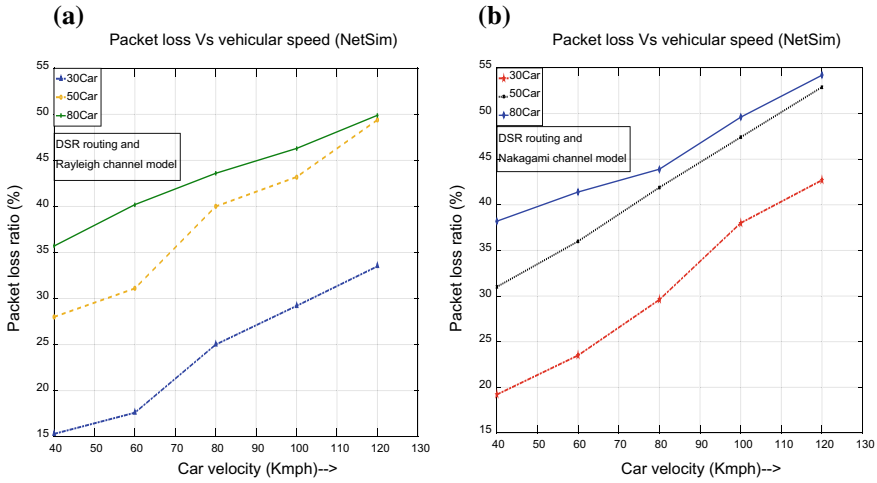 (a)
Packet loss Vs vehicular speed (NetSim)
55
50
45
40
35
30
25
20
15
Packet loss ratio (%)
30Car
50Car
80Car
DSR routing and
Rayleigh channel model
40 50 60 70 80 90 100 110 120 130
Car velocity (Kmph)-->
(b)
Packet loss Vs vehicular speed (NetSim)
55
50
45
40
35
30
25
20
15
Packet loss ratio (%)
30Car
50Car
80Car
DSR routing and
Nakagami channel model
40 50 60 70 80 90 100 110 120 130
Car velocity (Kmph)-->